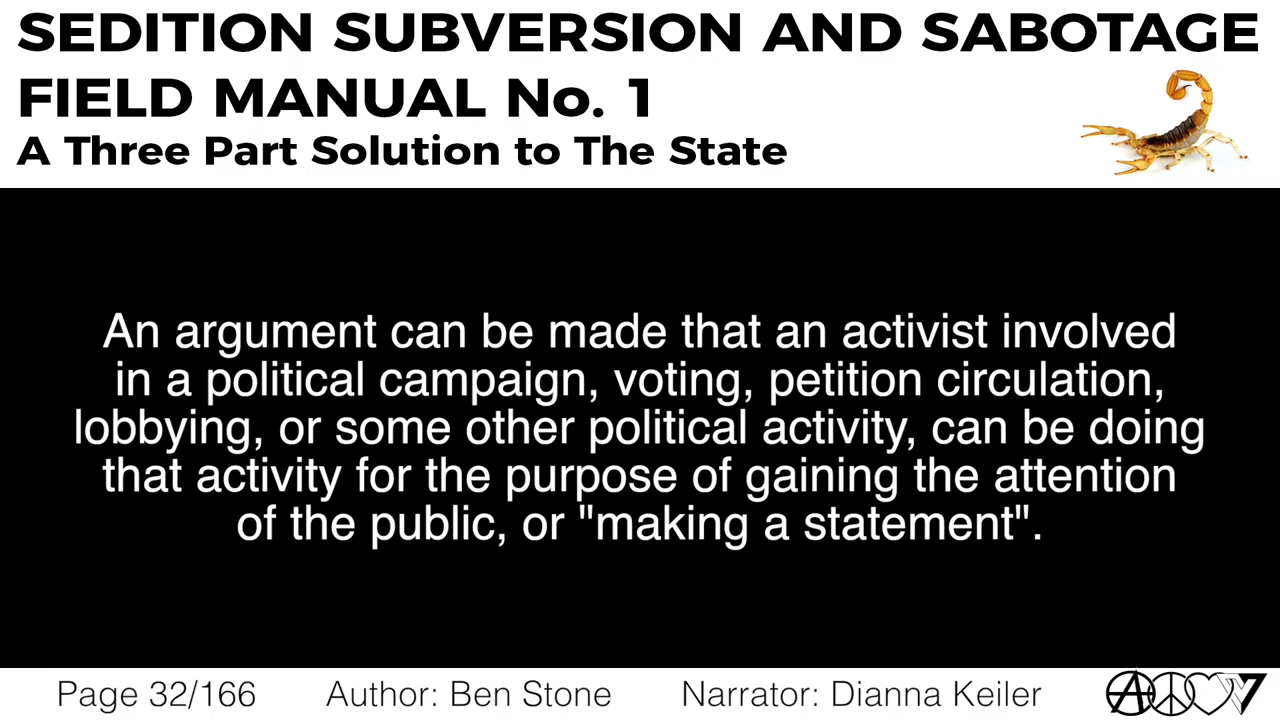 SEDITION SUBVERSION AND SABOTAGE
FIELD MANUAL No. 1
A Three Part Solution to The State
An argument can be made that an activist involved
in a political campaign, voting, petition circulation,
lobbying, or some other political activity, can be doing
that activity for the purpose of gaining the attention
of the public, or "making a statement".
Page 32/166 Author: Ben Stone Narrator: Dianna Keiler